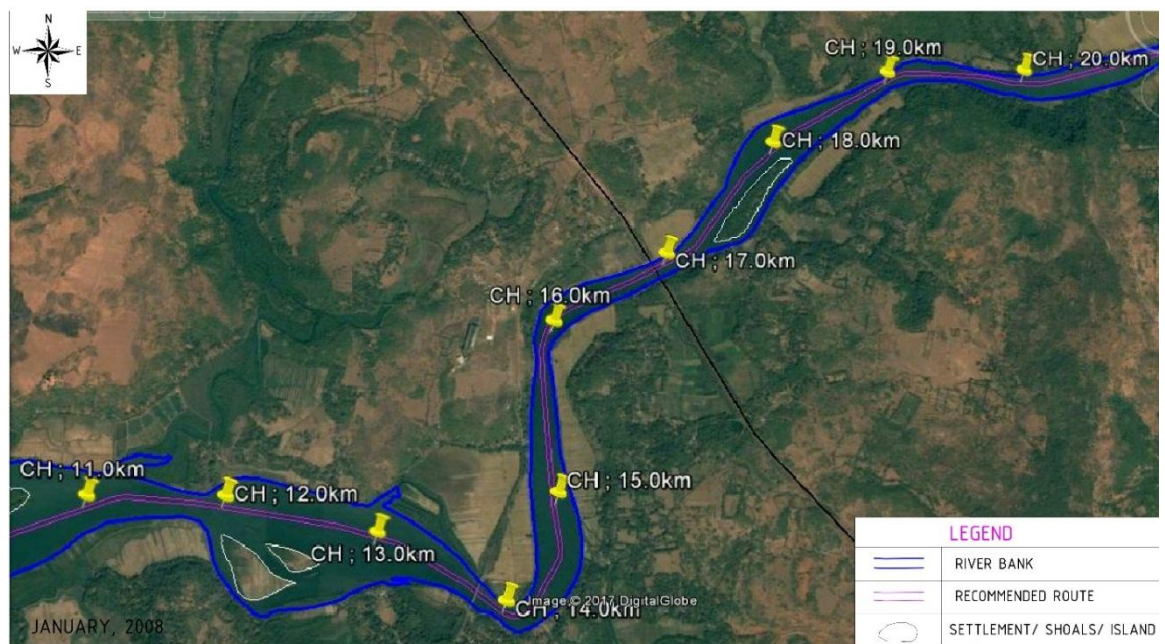 N
W E
S
CH ; 19.0km
CH ; 20.0km
CH ; 18.0km
CH ; 17.0km
CH ; 16.0km
CH ; 15.0km
CH ; 11.0km
CH ; 12.0km
CH ; 13.0km
CH ; 14.0km
Image © 2017 DigitalGlobe
JANUARY, 2008
LEGEND
RIVER BANK
RECOMMENDED ROUTE
SETTLEMENT/ SHOALS/ ISLAND